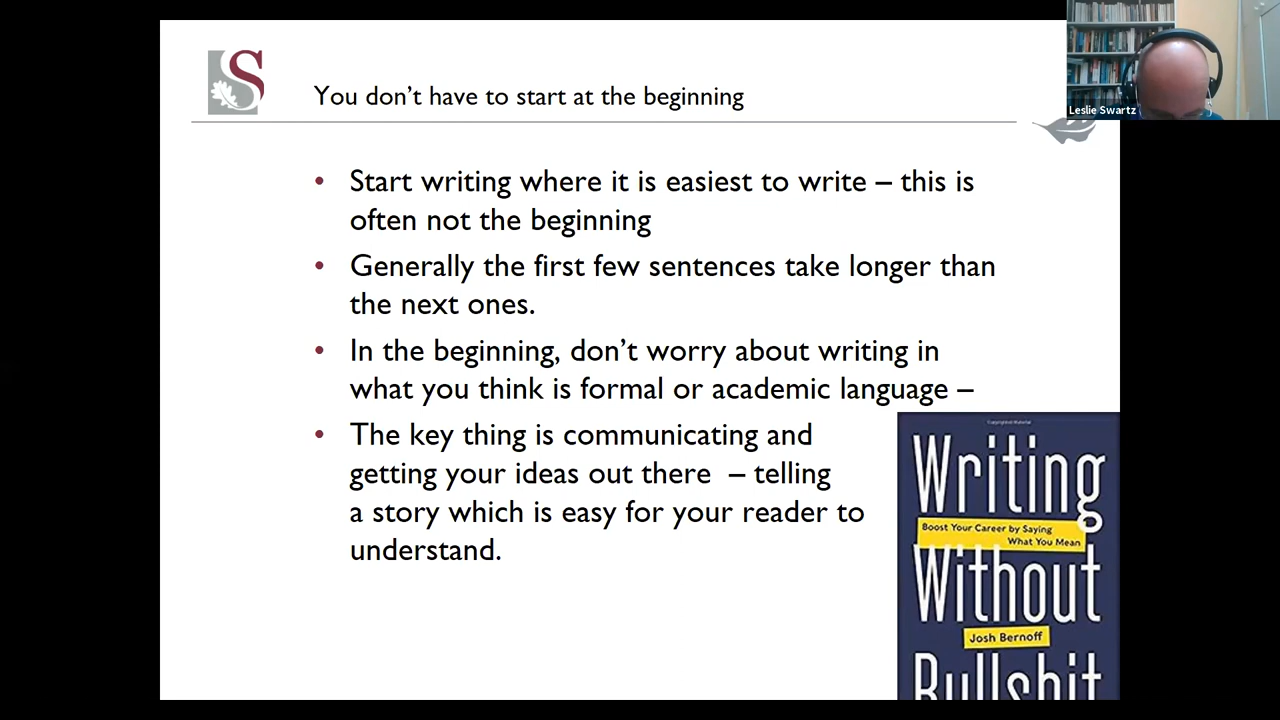 S
You don't have to start at the beginning
Leslie Swartz
• Start writing where it is easiest to write – this is
often not the beginning
• Generally the first few sentences take longer than
the next ones.
• In the beginning, don't worry about writing in
what you think is formal or academic language –
• The key thing is communicating and
getting your ideas out there – telling
a story which is easy for your reader to
understand.
Copyrighted Material
Writing
Boost Your Career by Saying
What You Mean
Without
Josh Bernoff
Bullshit